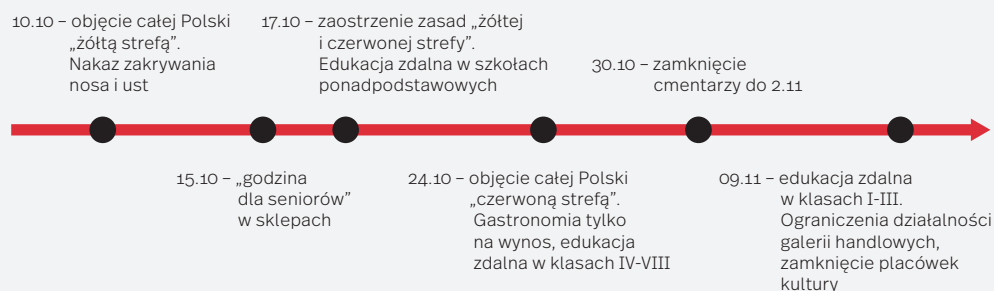 10.10 – objęcie całej Polski
„żółtą strefą”.
Nakaz zakrywania
nosa i ust
15.10 – „godzina
dla seniorów”
w sklepach
17.10 – zaostrzenie zasad „żółtej
i czerwonej strefy”.
Edukacja zdalna w szkołach
ponadpodstawowych
24.10 – objęcie całej Polski
„czerwoną strefą”.
Gastronomia tylko
na wynos, edukacja
zdalna w klasach IV-VIII
30.10 – zamknięcie
cmentarzy do 2.11
09.11 – edukacja zdalna
w klasach I-III.
Ograniczenia działalności
galerii handlowych,
zamknięcie placówek
kultury